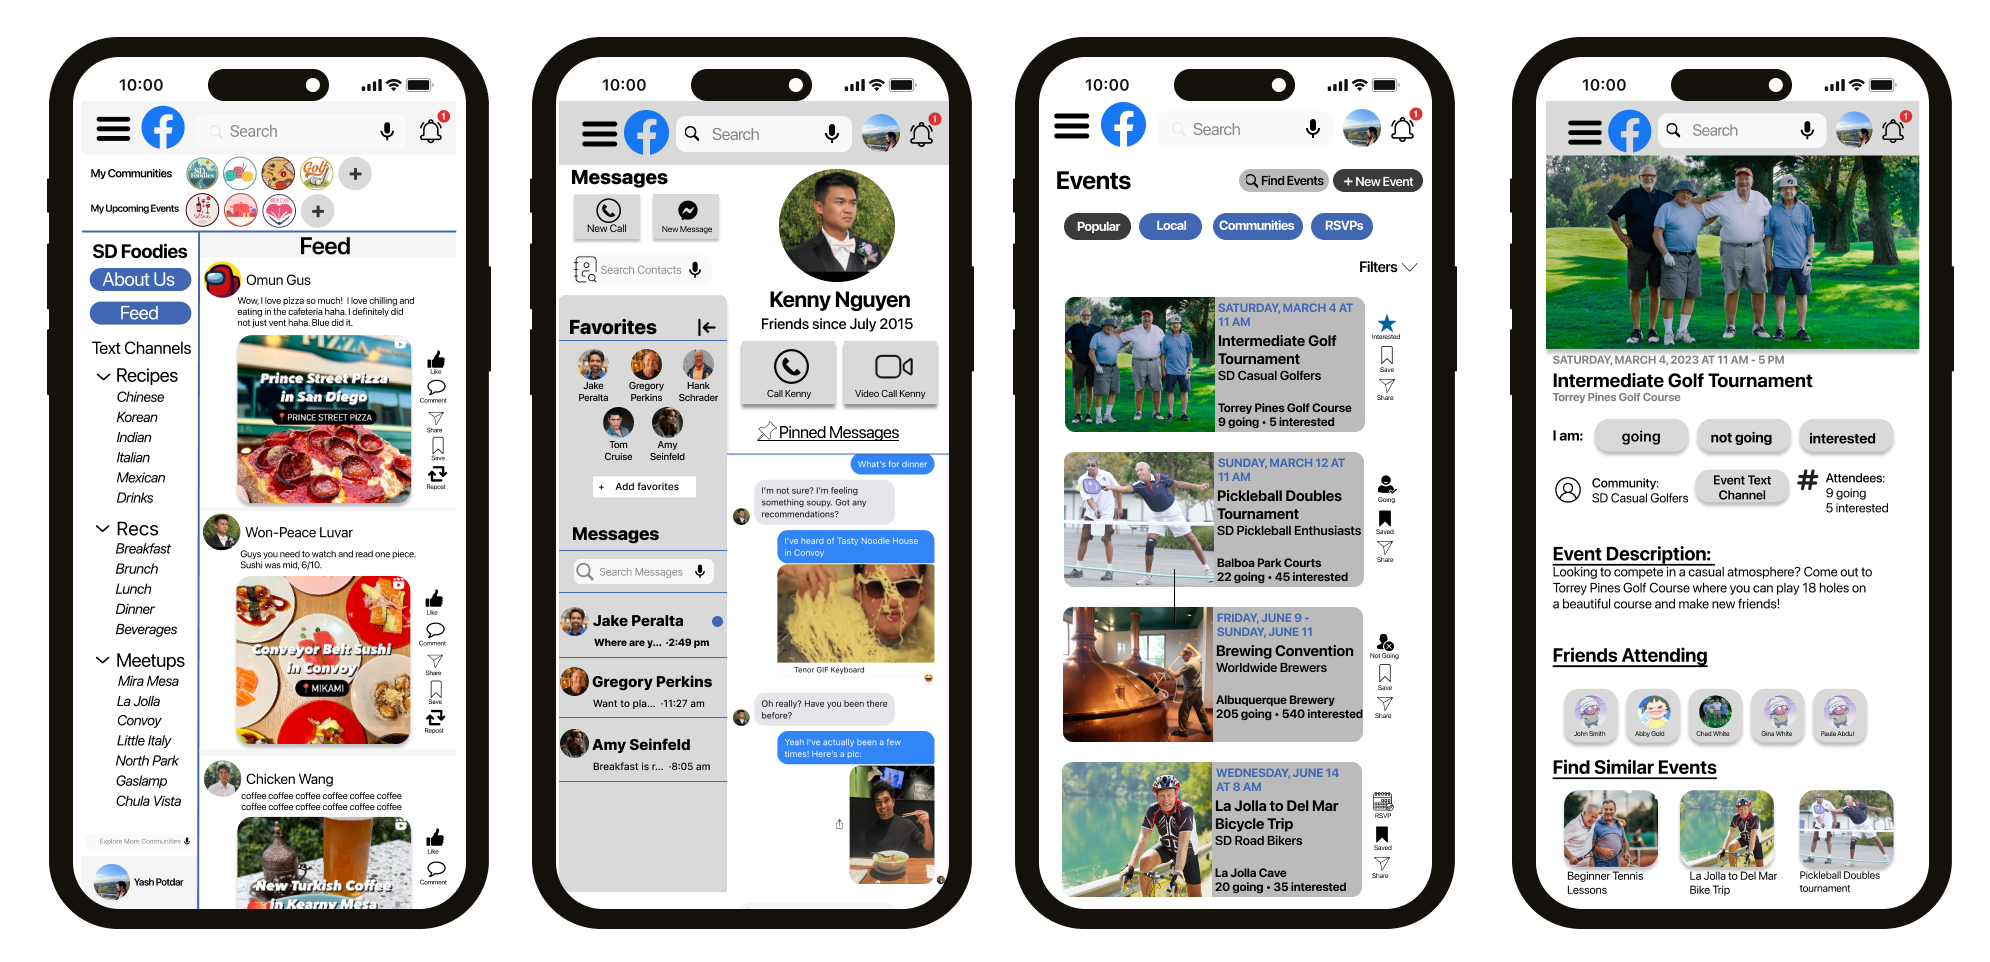 10:00
Search
1
My Communities
SD Foodies
Golf
+
My Upcoming Events
Wine
BOOK CLUB
+
SD Foodies
About Us
Feed
Text Channels
Recipes
Chinese
Korean
Indian
Italian
Mexican
Drinks
Recs
Breakfast
Brunch
Lunch
Dinner
Beverages
Meetups
Mira Mesa
La Jolla
Convoy
Little Italy
North Park
Gaslamp
Chula Vista
Explore More Communities
Yash Potdar
Feed
Omun Gus
Wow, I love pizza so much! I love chilling and
eating in the cafeteria haha. I definitely did
not just vent haha. Blue did it.
PIZZA
Prince Street Pizza
in San Diego
PRINCE STREET PIZZA
Like
Comment
Share
Save
Repost
Won-Peace Luvar
Guys you need to watch and read one piece.
Sushi was mid, 6/10.
Conveyor Belt Sushi
in Convoy
MIKAMI
Like
Comment
Share
Save
Repost
Chicken Wang
coffee coffee coffee coffee coffee coffee
coffee coffee coffee coffee coffee coffee
New Turkish Coffee
in Kearny Mesa
Like
Comment
10:00
Search
1
Messages
New Call
New Message
Search Contacts
Favorites
Jake
Peralta
Gregory
Perkins
Hank
Schrader
Tom
Cruise
Amy
Seinfeld
+ Add favorites
Messages
Search Messages
Jake Peralta
Where are y... ·2:49 pm
Gregory Perkins
Want to pla... ·11:27 am
Amy Seinfeld
Breakfast is r... ·8:05 am
Kenny Nguyen
Friends since July 2015
Call Kenny
Video Call Kenny
Pinned Messages
What's for dinner
I'm not sure? I'm feeling
something soupy. Got any
recommendations?
I've heard of Tasty Noodle House
in Convoy
Tenor GIF Keyboard
Oh really? Have you been there
before?
Yeah I've actually been a few
times! Here's a pic:
10:00
Search
1
Events
Find Events
+ New Event
Popular
Local
Communities
RSVPs
Filters
SATURDAY, MARCH 4 AT
11 AM
Intermediate Golf
Tournament
SD Casual Golfers
Torrey Pines Golf Course
9 going • 5 interested
Interested
Save
Share
SUNDAY, MARCH 12 AT
11 AM
Pickleball Doubles
Tournament
SD Pickleball Enthusiasts
Balboa Park Courts
22 going • 45 interested
Going
Saved
Share
FRIDAY, JUNE 9 -
SUNDAY, JUNE 11
Brewing Convention
Worldwide Brewers
Albuquerque Brewery
205 going • 540 interested
Not Going
Save
Share
WEDNESDAY, JUNE 14
AT 8 AM
La Jolla to Del Mar
Bicycle Trip
SD Road Bikers
La Jolla Cave
20 going • 35 interested
RSVP
Saved
Share
10:00
Search
1
SATURDAY, MARCH 4, 2023 AT 11 AM - 5 PM
Intermediate Golf Tournament
Torrey Pines Golf Course
I am:
going
not going
interested
Community:
SD Casual Golfers
Event Text
Channel
#
Attendees:
9 going
5 interested
Event Description:
Looking to compete in a casual atmosphere? Come out to
Torrey Pines Golf Course where you can play 18 holes on
a beautiful course and make new friends!
Friends Attending
John Smith
Abby Gold
Chad White
Gina White
Paula Abdul
Find Similar Events
Beginner Tennis
Lessons
La Jolla to Del Mar
Bike Trip
Pickleball Doubles
tournament